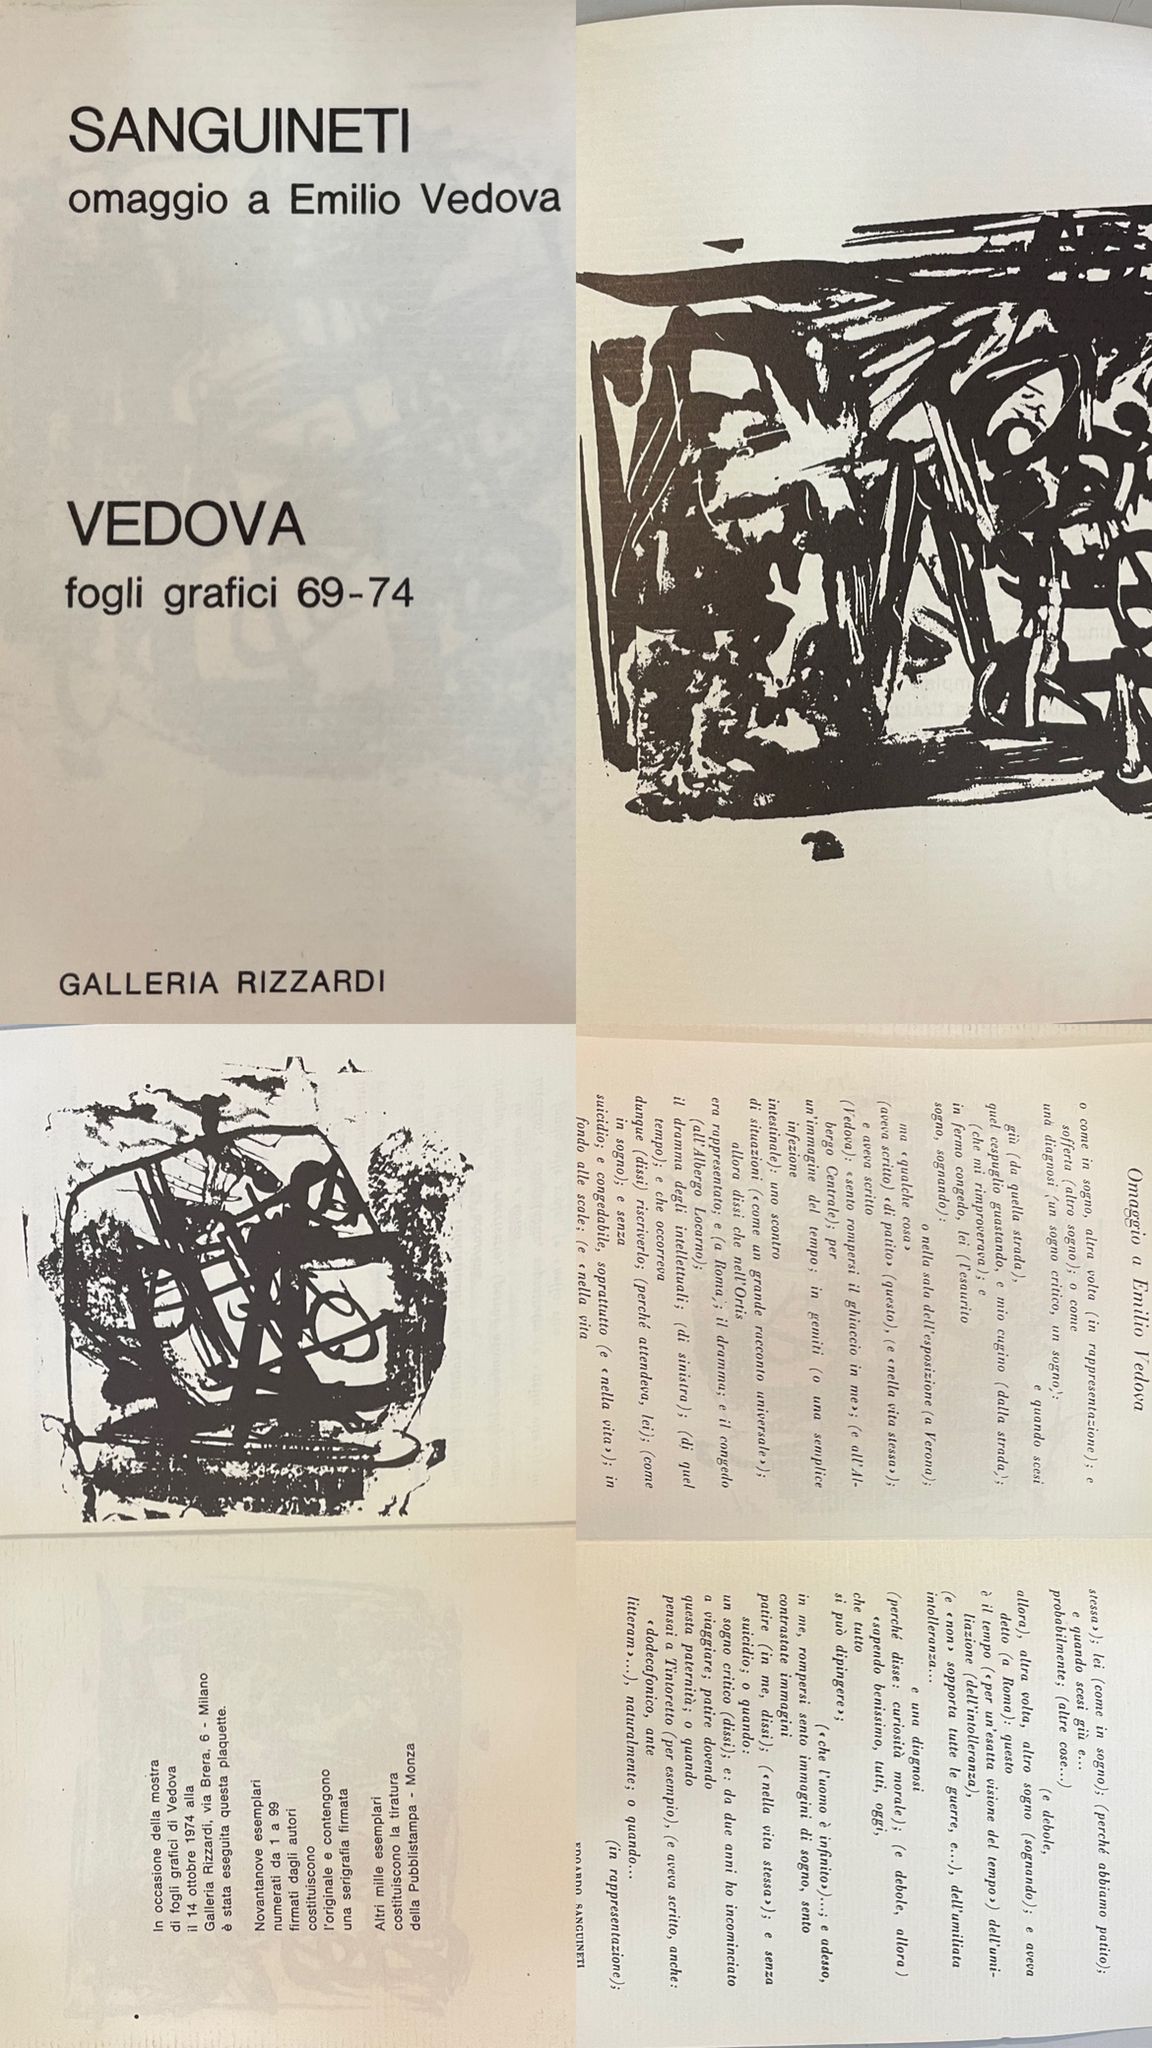 SANGUINETI
omaggio a Emilio Vedova
VEDOVA
fogli grafici 69-74
GALLERIA RIZZARDI
Omaggio a Emilio Vedova
o come in sogno, altra volta (in rappresentazione); e
sofferta (altro sogno); o come
una diagnosi (un sogno critico, un sogno):
e quando scesi
giù (da quella strada),
quel cespuglio guastando, e mio cugino (dalla strada);
(che mi rimproverava); e
in fermo congedo, lei (l'esaurito
sogno, sognando):
o nella sala dell'esposizione (a Verona);
ma «qualche cosa»
(aveva scritto) «di patito» (questo), (e «nella vita stessa»);
e aveva scritto
(Vedova): «sento rompersi il ghiaccio in me»; (e all'Al-
bergo Centrale); per
un'immagine del tempo; in gemiti (o una semplice
infezione
intestinale): uno scontro
di situazioni («come un grande racconto universale»);
allora dissi che nell'Ortis
era rappresentato; e (a Roma,; il dramma; e il congedo
(all'Albergo Locarno);
il dramma degli intellettuali; (di sinistra); (di quel
tempo); e che occorreva
dunque (dissi) riscriverlo; (perché attendeva, lei); (come
in sogno); e senza
suicidio; e congedabile, soprattutto (e «nella vita»); in
fondo alle scale: (e «nella vita
stessa»); lei (come in sogno); (perché abbiamo patito);
e quando scesi giù e...
probabilmente; (altre cose...)
(e debole,
allora), altra volta, altro sogno (sognando); e aveva
detto (a Roma): questo
è il tempo («per un'esatta visione del tempo») dell'umi-
liazione (dell'intolleranza),
(e «non» sopporta tutte le guerre, e...), dell'umiliata
intolleranza...
e una diagnosi
(perché disse: curiosità morale); (e debole, allora)
«sapendo benissimo, tutti, oggi,
che tutto
si può dipingere»;
(«che l'uomo è infinito»)...; e adesso,
in me, rompersi sento immagini di sogno, sento
contrastate immagini
patire (in me, dissi); («nella vita stessa»); e senza
suicidio; o quando:
un sogno critico (dissi); e: da due anni ho incominciato
a viaggiare; patire dovendo
questa paternità; o quando
pensai a Tintoretto (per esempio), (e aveva scritto, anche:
«dodecafonico, ante
litteram»...), naturalmente; o quando...
(in rappresentazione);
EDOARDO SANGUINETI
In occasione della mostra
di fogli grafici di Vedova
il 14 ottobre 1974 alla
Galleria Rizzardi, via Brera, 6 - Milano
è stata eseguita questa plaquette.
Novantanove esemplari
numerati da 1 a 99
firmati dagli autori
costituiscono
l'originale e contengono
una serigrafia firmata
Altri mille esemplari
costituiscono la tiratura
della Pubblistampa - Monza